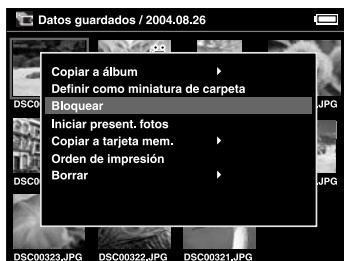 Datos guardados / 2004.08.26
Copiar a álbum
Definir como miniatura de carpeta
DSC0
Bloquear
.JPG
Iniciar present. fotos
Copiar a tarjeta mem.
Orden de impresión
DSC0
Borrar
.JPG
DSC00323.JPG DSC00322.JPG DSC00321.JPG